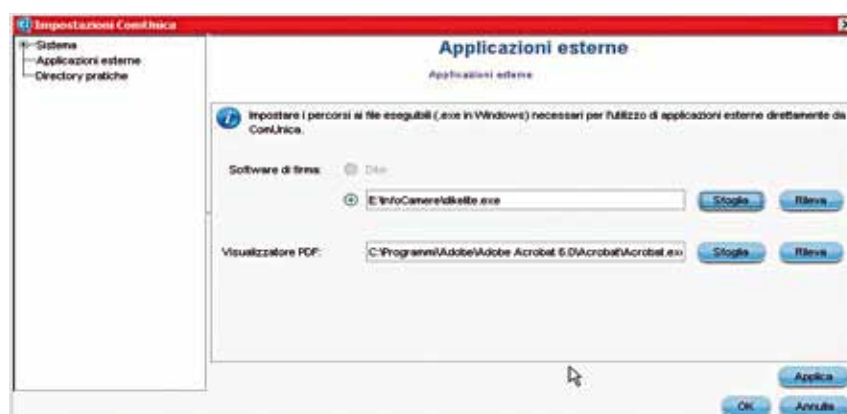 Impostazioni ComUnica
Sistema
Applicazioni esterne
Directory pratiche
Applicazioni esterne
Applicazioni esterne
Impostare i percorsi ai file eseguibili (.exe in Windows) necessari per l'utilizzo di applicazioni esterne direttamente da
ComUnica.
Software di firma:
Dike
E:\InfoCamere\dikelite.exe
Sfoglia
Rileva
Visualizzatore PDF:
C:\Programmi\Adobe\Adobe Acrobat 6.0\Acrobat\Acrobat.exe
Sfoglia
Rileva
Applica
OK
Annulla